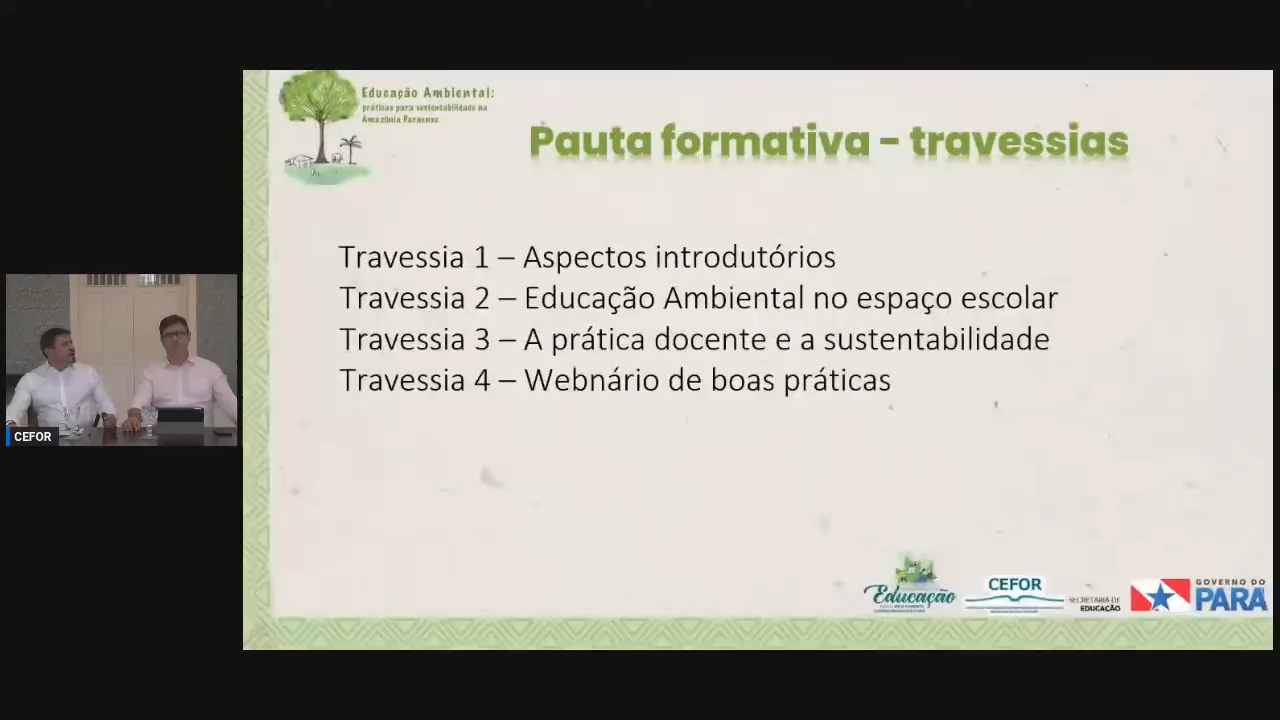 Educação Ambiental:
práticas para sustentabilidade na
Amazônia Paraense
Pauta formativa - travessias
Travessia 1 – Aspectos introdutórios
Travessia 2 – Educação Ambiental no espaço escolar
Travessia 3 – A prática docente e a sustentabilidade
Travessia 4 – Webnário de boas práticas
CEFOR
Educação
CEFOR
SECRETARIA DE
EDUCAÇÃO
GOVERNO DO
PARÁ